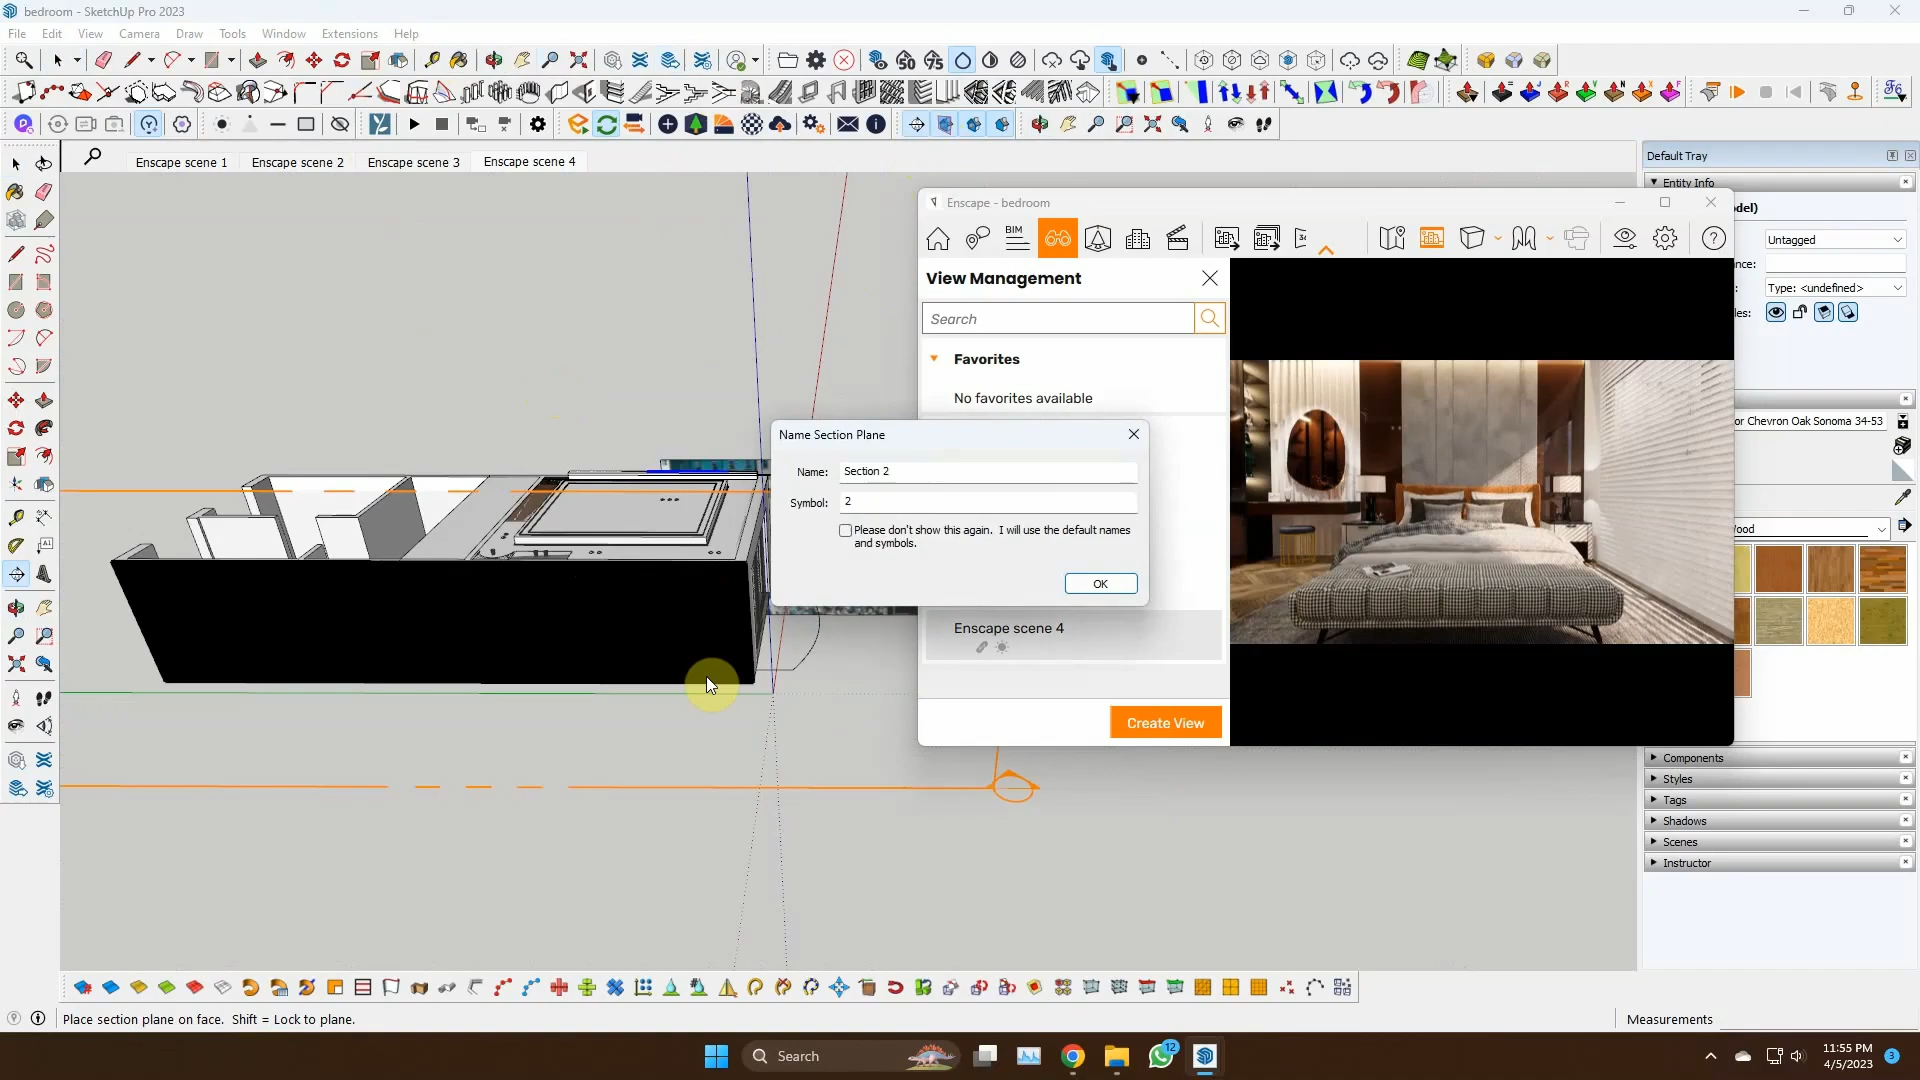 bedroom - SketchUp Pro 2023
File Edit View Camera Draw Tools Window Extensions Help
Enscape scene 1 Enscape scene 2 Enscape scene 3 Enscape scene 4
Default Tray
Entity Info
Enscape - bedroom
del)
BIM
Untagged
nce:
Type: <undefined>
les:
View Management
Search
Favorites
No favorites available
or Chevron Oak Sonoma 34-53
Name Section Plane
Name: Section 2
Symbol: 2
Please don't show this again. I will use the default names
and symbols.
OK
Enscape scene 4
Create View
Components
Styles
Tags
Shadows
Scenes
Instructor
Place section plane on face. Shift = Lock to plane.
Measurements
Search
12
11:55 PM
4/5/2023
3